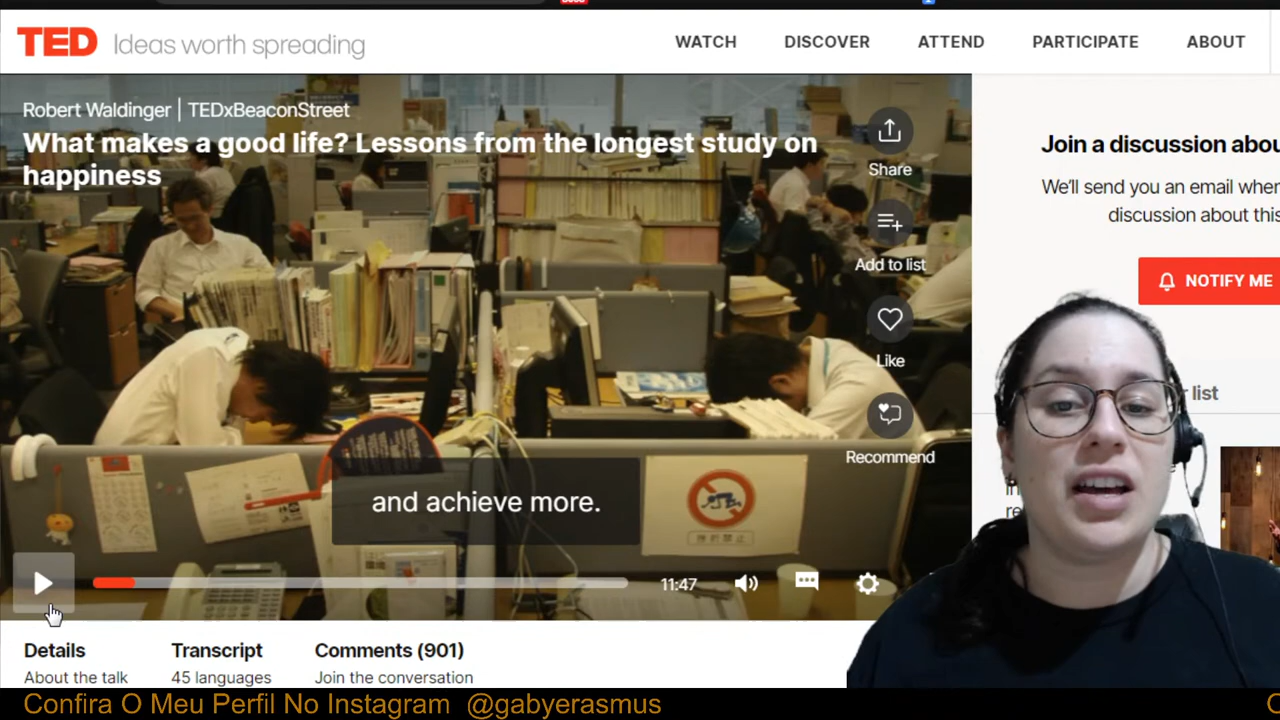 TED Ideas worth spreading
WATCH DISCOVER ATTEND PARTICIPATE ABOUT
Robert Waldinger | TEDxBeaconStreet
What makes a good life? Lessons from the longest study on
happiness
Share
Add to list
Like
Recommend
and achieve more.
11:47
Join a discussion abou
We'll send you an email wher
discussion about this
NOTIFY ME
list
Details
About the talk
Transcript
45 languages
Comments (901)
Join the conversation
Confira O Meu Perfil No Instagram @gabyerasmus